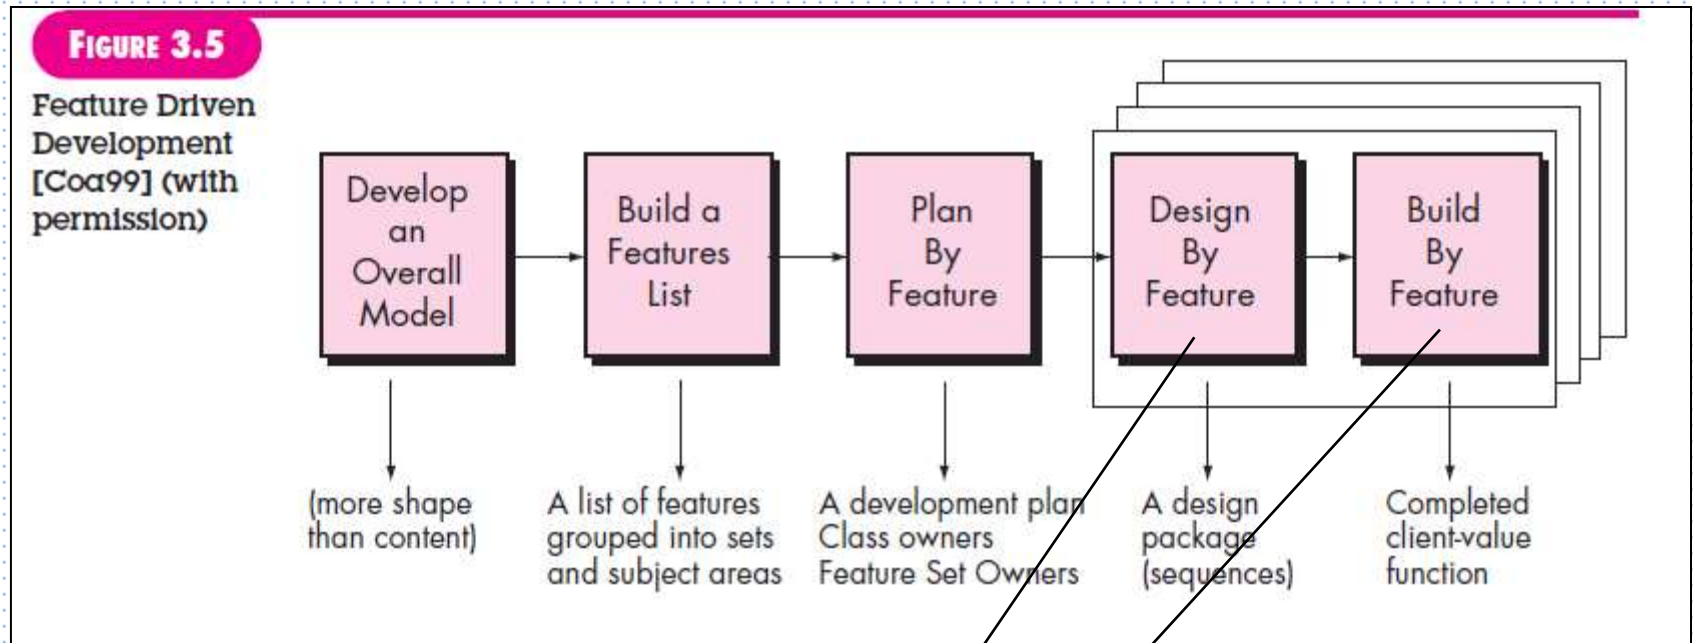 FIGURE 3.5
Feature Driven
Development
[Coa99] (with
permission)
Develop
an
Overall
Model
Build a
Features
List
Plan
By
Feature
Design
By
Feature
Build
By
Feature
(more shape
than content)
A list of features
grouped into sets
and subject areas
A development plan
Class owners
Feature Set Owners
A design
package
(sequences)
Completed
client-value
function